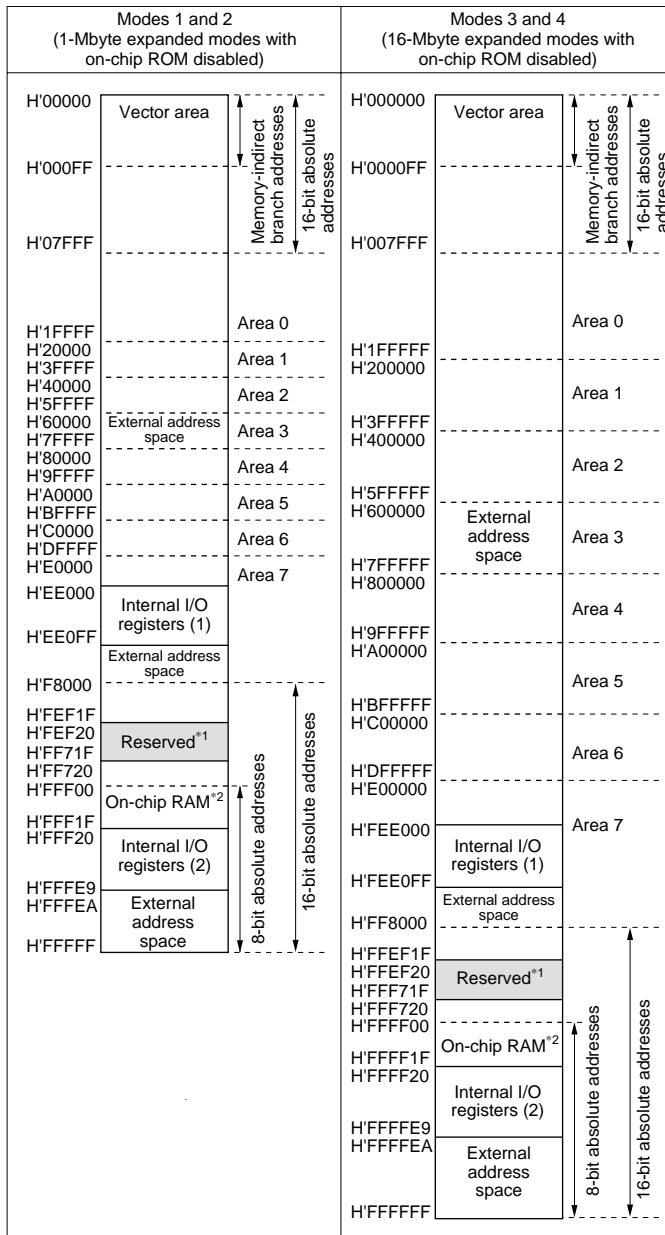 Modes 1 and 2
(1-Mbyte expanded modes with
on-chip ROM disabled)
H'00000
Vector area
H'000FF
H'07FFF
Memory-indirect
branch addresses
16-bit absolute
addresses
H'1FFFF
Area 0
H'20000
H'3FFFF
Area 1
H'40000
H'5FFFF
Area 2
H'60000
H'7FFFF
External address
space
Area 3
H'80000
H'9FFFF
Area 4
H'A0000
H'BFFFF
Area 5
H'C0000
H'DFFFF
Area 6
H'E0000
Area 7
H'EE000
Internal I/O
registers (1)
H'EE0FF
External address
space
H'F8000
H'FEF1F
H'FEF20
Reserved*1
H'FF71F
H'FF720
H'FFF00
On-chip RAM*2
H'FFF1F
H'FFF20
Internal I/O
registers (2)
H'FFFE9
H'FFFEA
External
address
space
H'FFFFF
8-bit absolute addresses
16-bit absolute addresses
Modes 3 and 4
(16-Mbyte expanded modes with
on-chip ROM disabled)
H'000000
Vector area
H'0000FF
H'007FFF
Memory-indirect
branch addresses
16-bit absolute
addresses
Area 0
H'1FFFFF
H'200000
Area 1
H'3FFFFF
H'400000
Area 2
H'5FFFFF
H'600000
External
address
space
Area 3
H'7FFFFF
H'800000
Area 4
H'9FFFFF
H'A00000
Area 5
H'BFFFFF
H'C00000
Area 6
H'DFFFFF
H'E00000
Area 7
H'FEE000
Internal I/O
registers (1)
H'FEE0FF
External address
space
H'FF8000
H'FFEF1F
H'FFEF20
Reserved*1
H'FFF71F
H'FFF720
H'FFFF00
On-chip RAM*2
H'FFFF1F
H'FFFF20
Internal I/O
registers (2)
H'FFFFE9
H'FFFFEA
External
address
space
H'FFFFFF
8-bit absolute addresses
16-bit absolute addresses